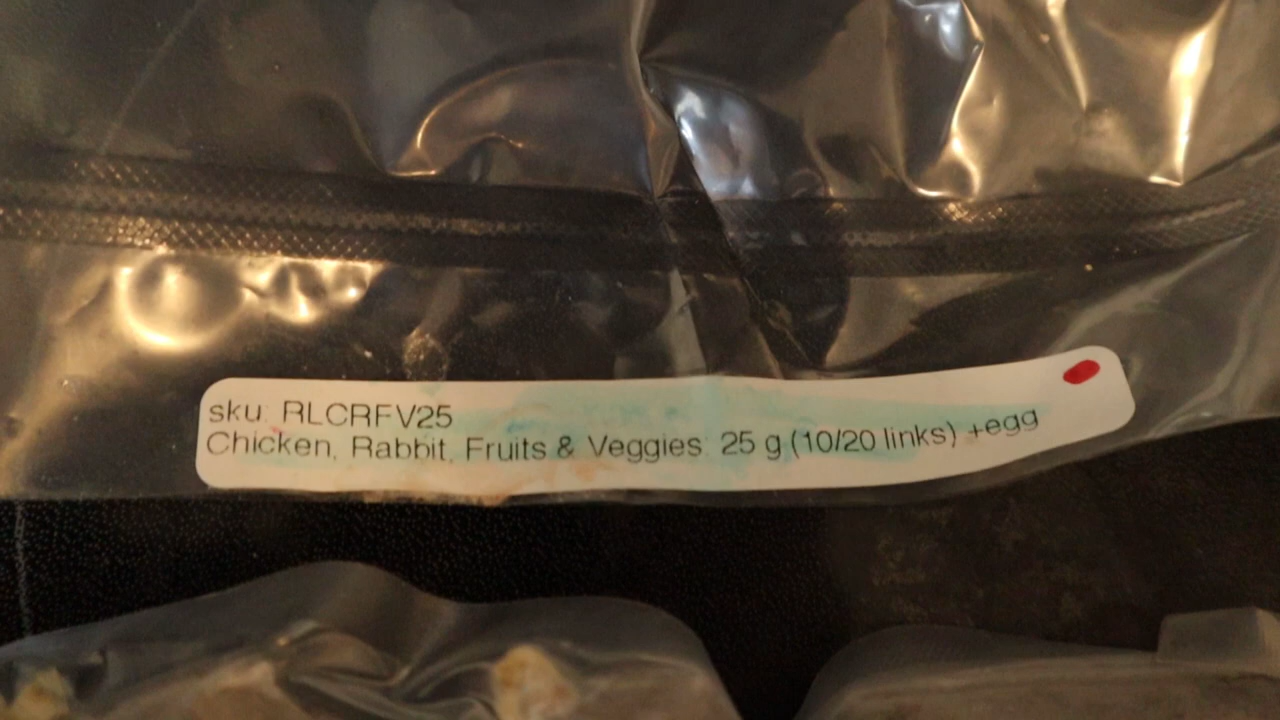 sku: RLCRFV25
Chicken, Rabbit, Fruits & Veggies: 25 g (10/20 links) +egg